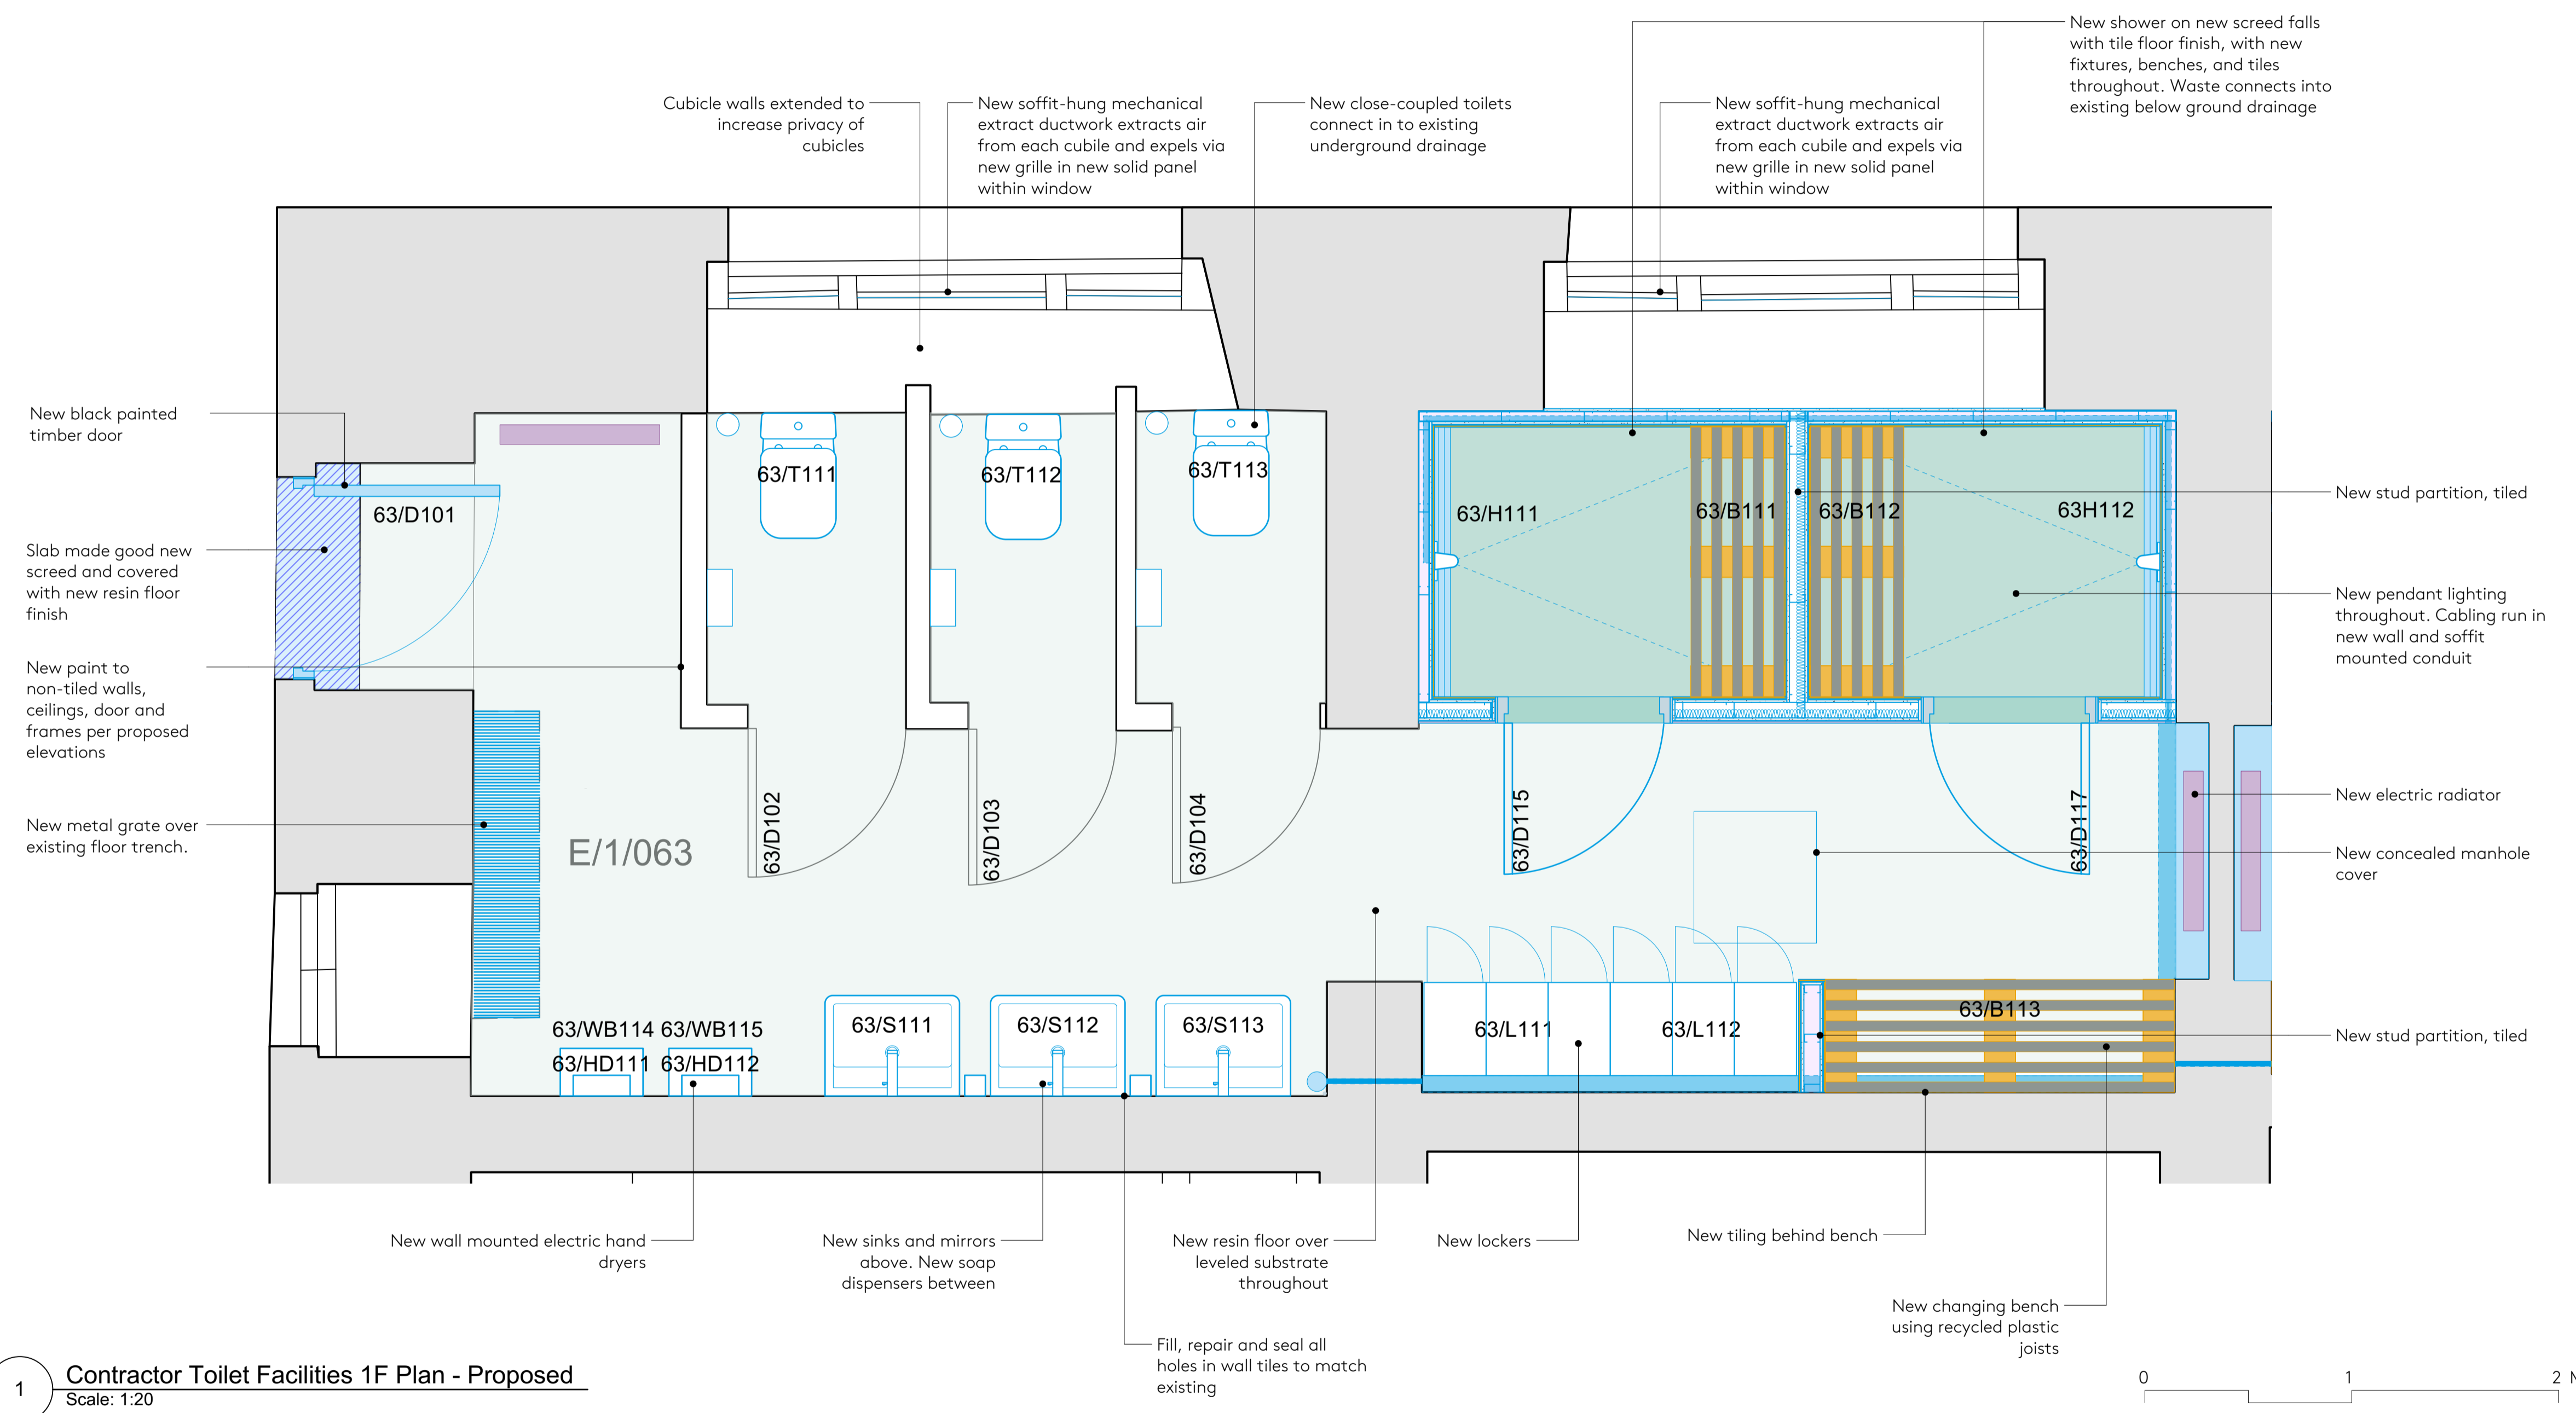 New shower on new screed falls
with tile floor finish, with new
fixtures, benches, and tiles
throughout. Waste connects into
existing below ground drainage
Cubicle walls extended to
increase privacy of
cubicles
New soffit-hung mechanical
extract ductwork extracts air
from each cubile and expels via
new grille in new solid panel
within window
New close-coupled toilets
connect in to existing
underground drainage
New soffit-hung mechanical
extract ductwork extracts air
from each cubile and expels via
new grille in new solid panel
within window
New black painted
timber door
Slab made good new
screed and covered
with new resin floor
finish
New paint to
non-tiled walls,
ceilings, door and
frames per proposed
elevations
New metal grate over
existing floor trench.
63/D101
63/T111
63/T112
63/T113
63/H111
63/B111
63/B112
63H112
63/D102
63/D103
63/D104
63/D115
63/D117
E/1/063
63/WB114 63/WB115
63/HD111 63/HD112
63/S111
63/S112
63/S113
63/L111
63/L112
63/B113
New stud partition, tiled
New pendant lighting
throughout. Cabling run in
new wall and soffit
mounted conduit
New electric radiator
New concealed manhole
cover
New stud partition, tiled
New wall mounted electric hand
dryers
New sinks and mirrors
above. New soap
dispensers between
New resin floor over
leveled substrate
throughout
New lockers
New tiling behind bench
New changing bench
using recycled plastic
joists
Fill, repair and seal all
holes in wall tiles to match
existing
1
Contractor Toilet Facilities 1F Plan - Proposed
Scale: 1:20
0 1 2